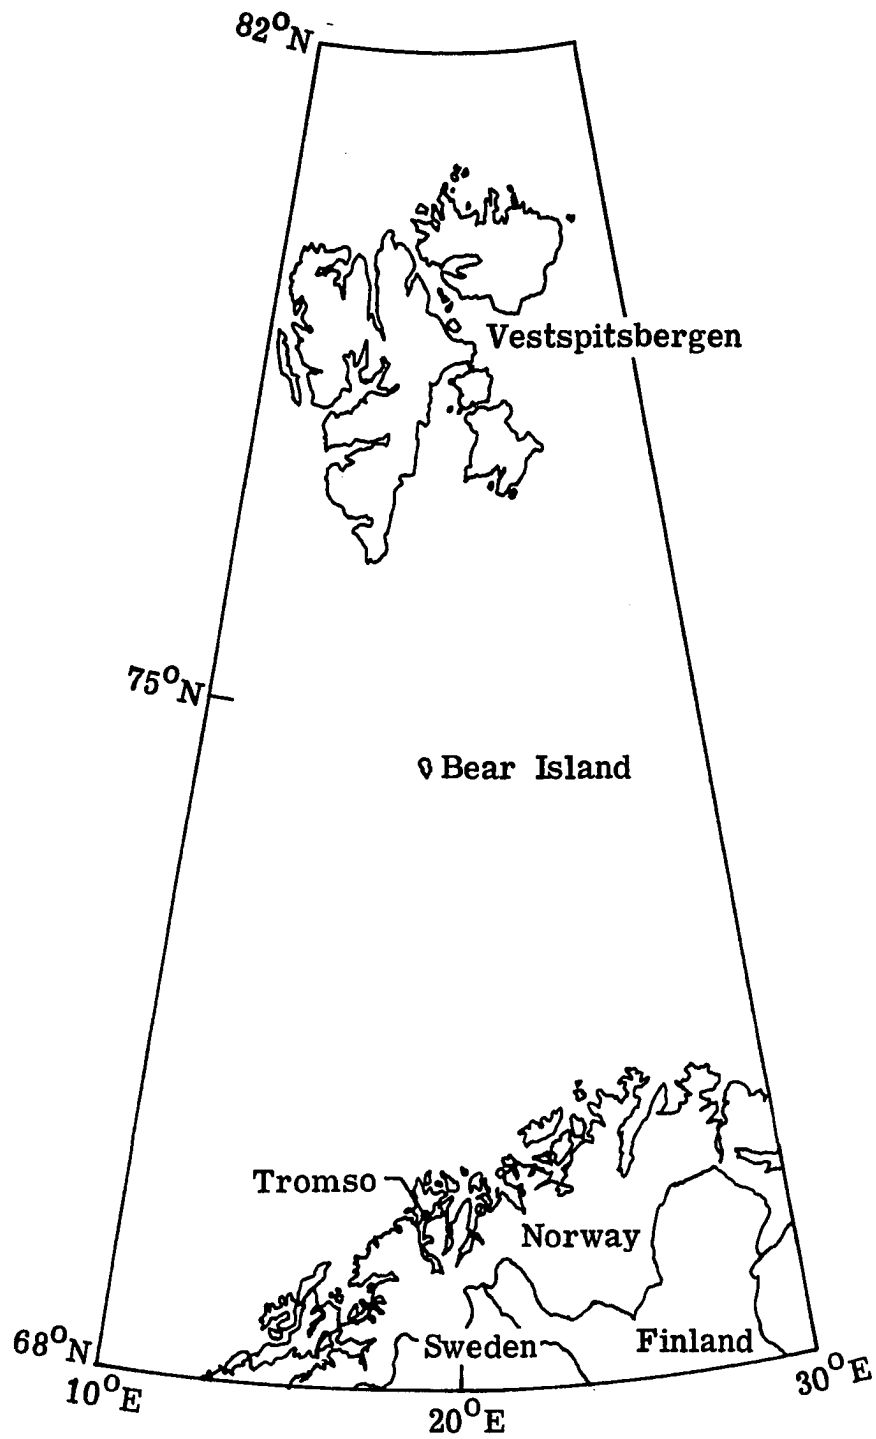 82°N
Vestspitsbergen
75°N
Bear Island
Tromso
Norway
68°N
Sweden
Finland
10°E
20°E
30°E